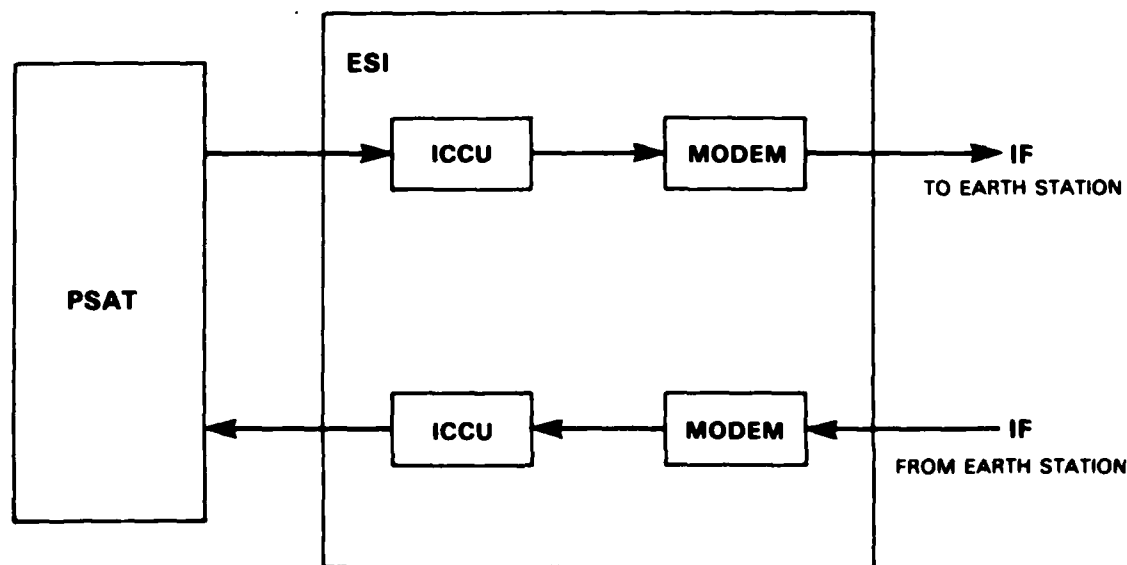 ESI
ICCU
MODEM
IF
TO EARTH STATION
PSAT
ICCU
MODEM
IF
FROM EARTH STATION